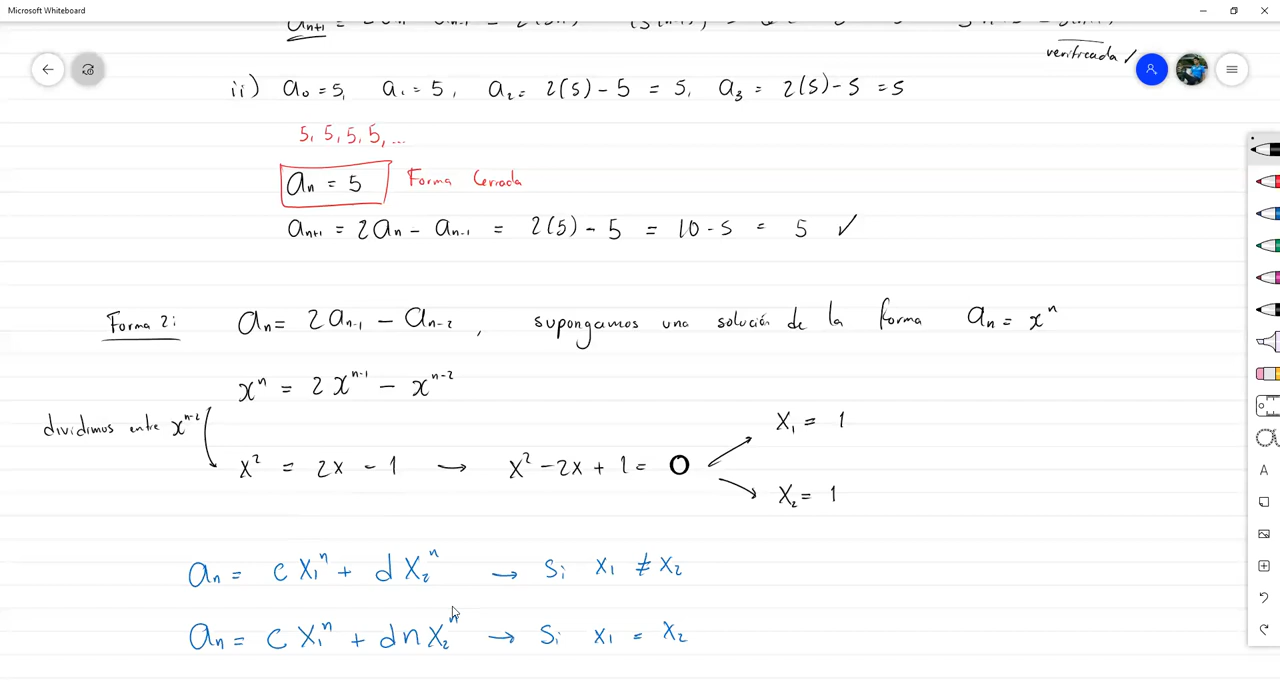 Microsoft Whiteboard
verificada ✓
ii) a₀ = 5, a₁ = 5, a₂ = 2(5) - 5 = 5, a₃ = 2(5) - 5 = 5
5, 5, 5, 5, ...
aₙ = 5 Forma Cerrada
aₙ₊₁ = 2aₙ - aₙ₋₁ = 2(5) - 5 = 10 - 5 = 5 ✓
Forma 2: aₙ = 2aₙ₋₁ - aₙ₋₂, supongamos una solución de la forma aₙ = xⁿ
xⁿ = 2xⁿ⁻¹ - xⁿ⁻²
dividimos entre xⁿ⁻²
x² = 2x - 1 → x² - 2x + 1 = 0
x₁ = 1
x₂ = 1
aₙ = c x₁ⁿ + d x₂ⁿ → Si x₁ ≠ x₂
aₙ = c x₁ⁿ + d n x₂ⁿ → Si x₁ = x₂